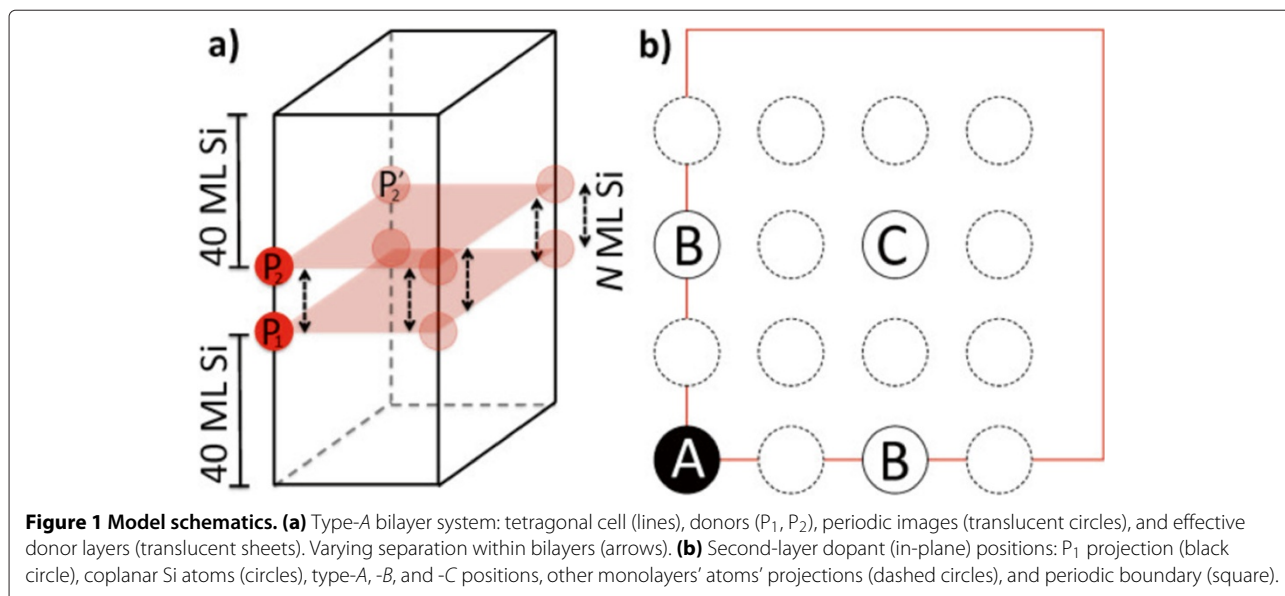 a)
40 ML Si
40 ML Si
P₂
P₁
P₂′
N ML Si
b)
B
C
A
B
Figure 1 Model schematics. (a) Type-A bilayer system: tetragonal cell (lines), donors (P₁, P₂), periodic images (translucent circles), and effective
donor layers (translucent sheets). Varying separation within bilayers (arrows). (b) Second-layer dopant (in-plane) positions: P₁ projection (black
circle), coplanar Si atoms (circles), type-A, -B, and -C positions, other monolayers' atoms' projections (dashed circles), and periodic boundary (square).